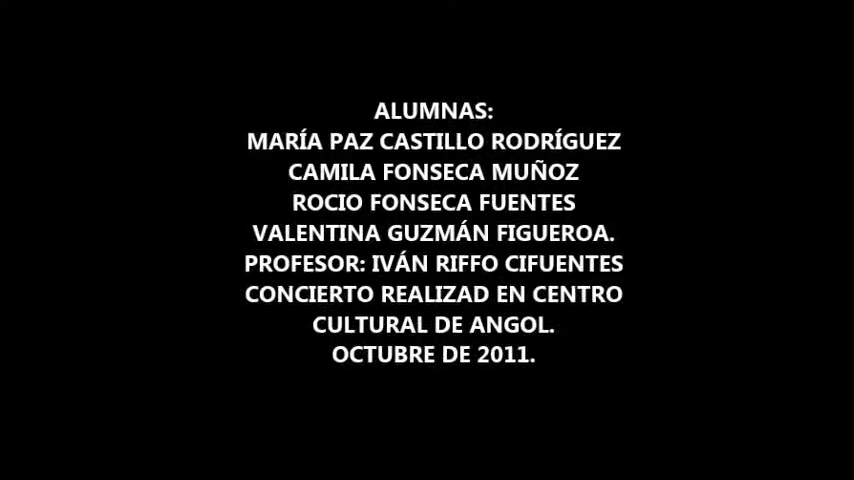 ALUMNAS:
MARÍA PAZ CASTILLO RODRÍGUEZ
CAMILA FONSECA MUÑOZ
ROCIO FONSECA FUENTES
VALENTINA GUZMÁN FIGUEROA.
PROFESOR: IVÁN RIFFO CIFUENTES
CONCIERTO REALIZAD EN CENTRO
CULTURAL DE ANGOL.
OCTUBRE DE 2011.